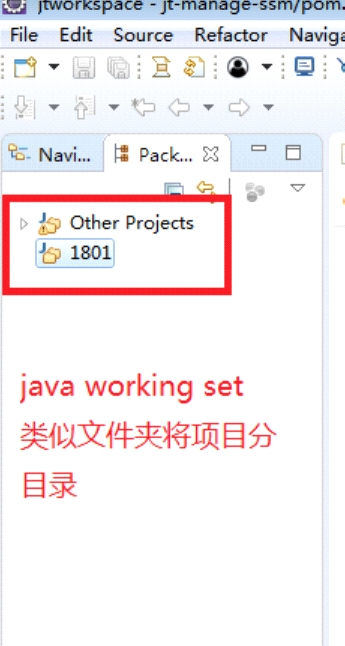 jtworkspace - jt-manage-ssm/pom.
File Edit Source Refactor Naviga
Navi... Pack...
Other Projects
1801
java working set
类似文件夹将项目分
目录